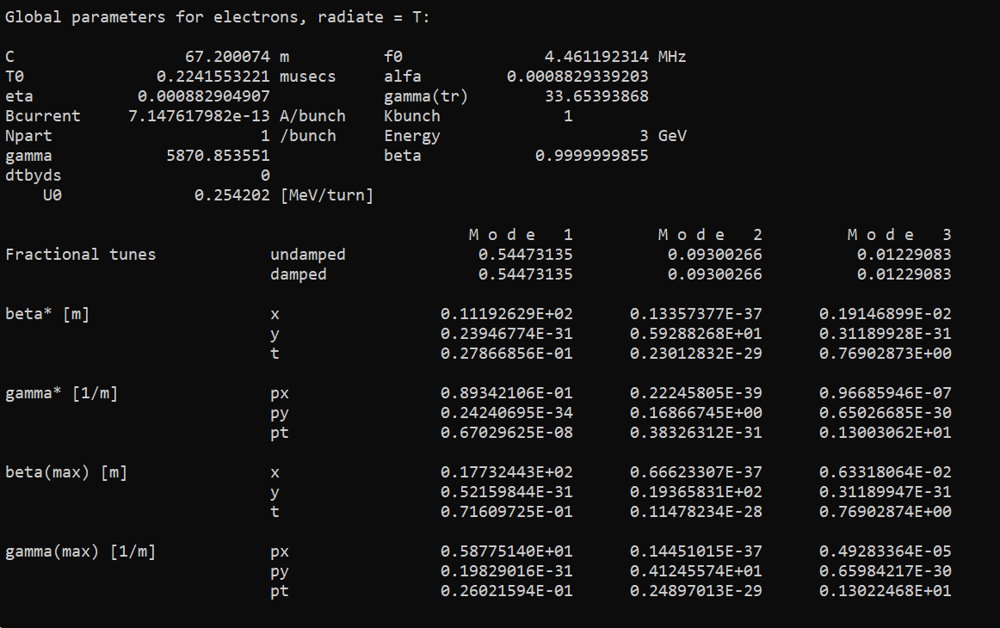 Global parameters for electrons, radiate = T:
C 67.200074 m f0 4.461192314 MHz
T0 0.2241553221 musecs alfa 0.0008829339203
eta 0.000882904907 gamma(tr) 33.65393868
Bcurrent 7.147617982e-13 A/bunch Kbunch 1
Npart 1 /bunch Energy 3 GeV
gamma 5870.853551 beta 0.9999999855
dtbyds 0
U0 0.254202 [MeV/turn]
M o d e 1 M o d e 2 M o d e 3
Fractional tunes undamped 0.54473135 0.09300266 0.01229083
damped 0.54473135 0.09300266 0.01229083
beta* [m] x 0.11192629E+02 0.13357377E-37 0.19146899E-02
y 0.23946774E-31 0.59288268E+01 0.31189928E-31
t 0.27866856E-01 0.23012832E-29 0.76902873E+00
gamma* [1/m] px 0.89342106E-01 0.22245805E-39 0.96685946E-07
py 0.24240695E-34 0.16866745E+00 0.65026685E-30
pt 0.67029625E-08 0.38326312E-31 0.13003062E+01
beta(max) [m] x 0.17732443E+02 0.66623307E-37 0.63318064E-02
y 0.52159844E-31 0.19365831E+02 0.31189947E-31
t 0.71609725E-01 0.11478234E-28 0.76902874E+00
gamma(max) [1/m] px 0.58775140E+01 0.14451015E-37 0.49283364E-05
py 0.19829016E-31 0.41245574E+01 0.65984217E-30
pt 0.26021594E-01 0.24897013E-29 0.13022468E+01